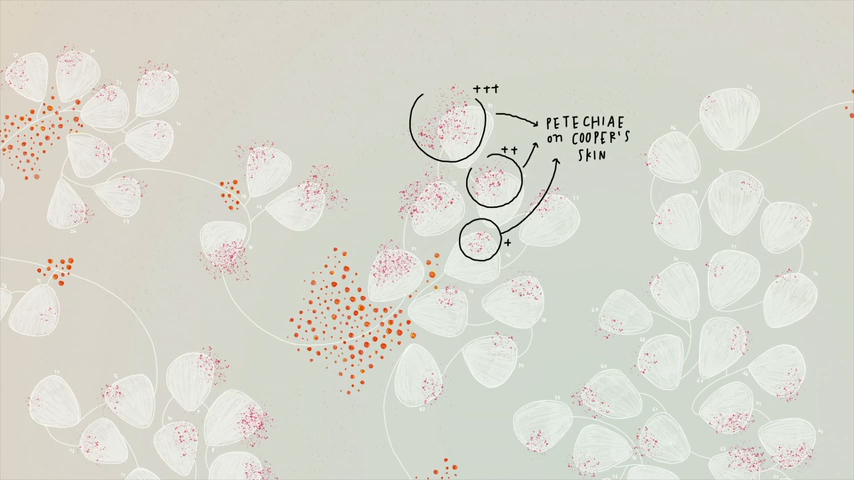 +++
PETECHIAE
on COOPER'S
SKIN
++
+